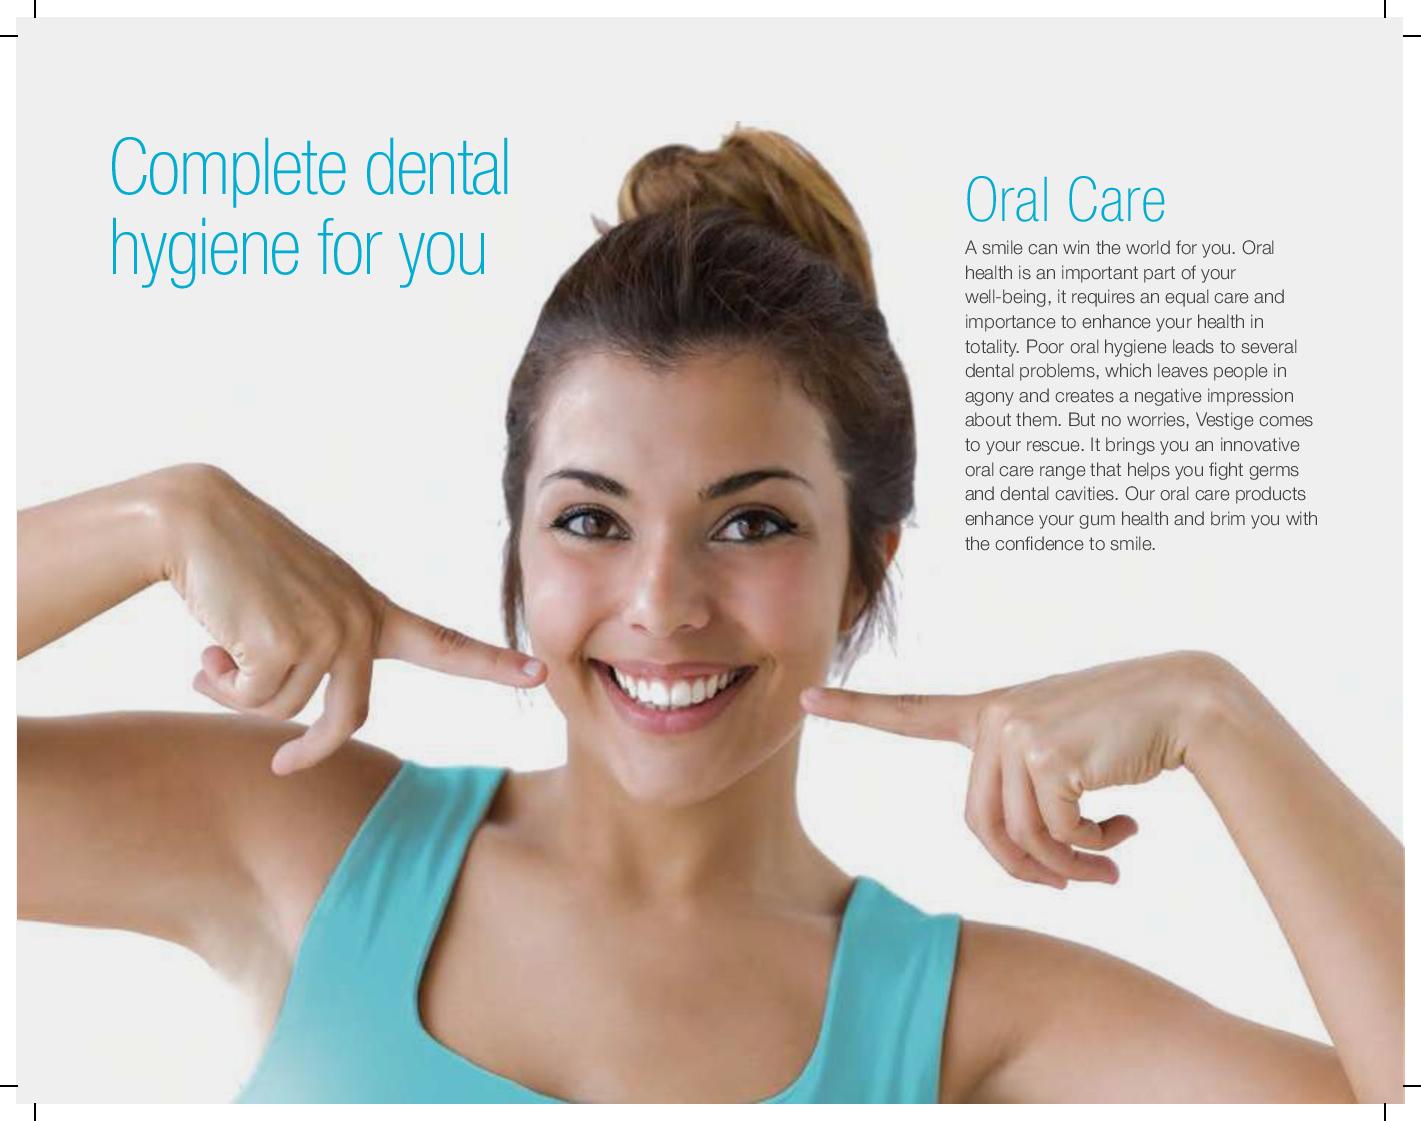 Complete dental
hygiene for you
Oral Care
A smile can win the world for you. Oral
health is an important part of your
well-being, it requires an equal care and
importance to enhance your health in
totality. Poor oral hygiene leads to several
dental problems, which leaves people in
agony and creates a negative impression
about them. But no worries, Vestige comes
to your rescue. It brings you an innovative
oral care range that helps you fight germs
and dental cavities. Our oral care products
enhance your gum health and brim you with
the confidence to smile.